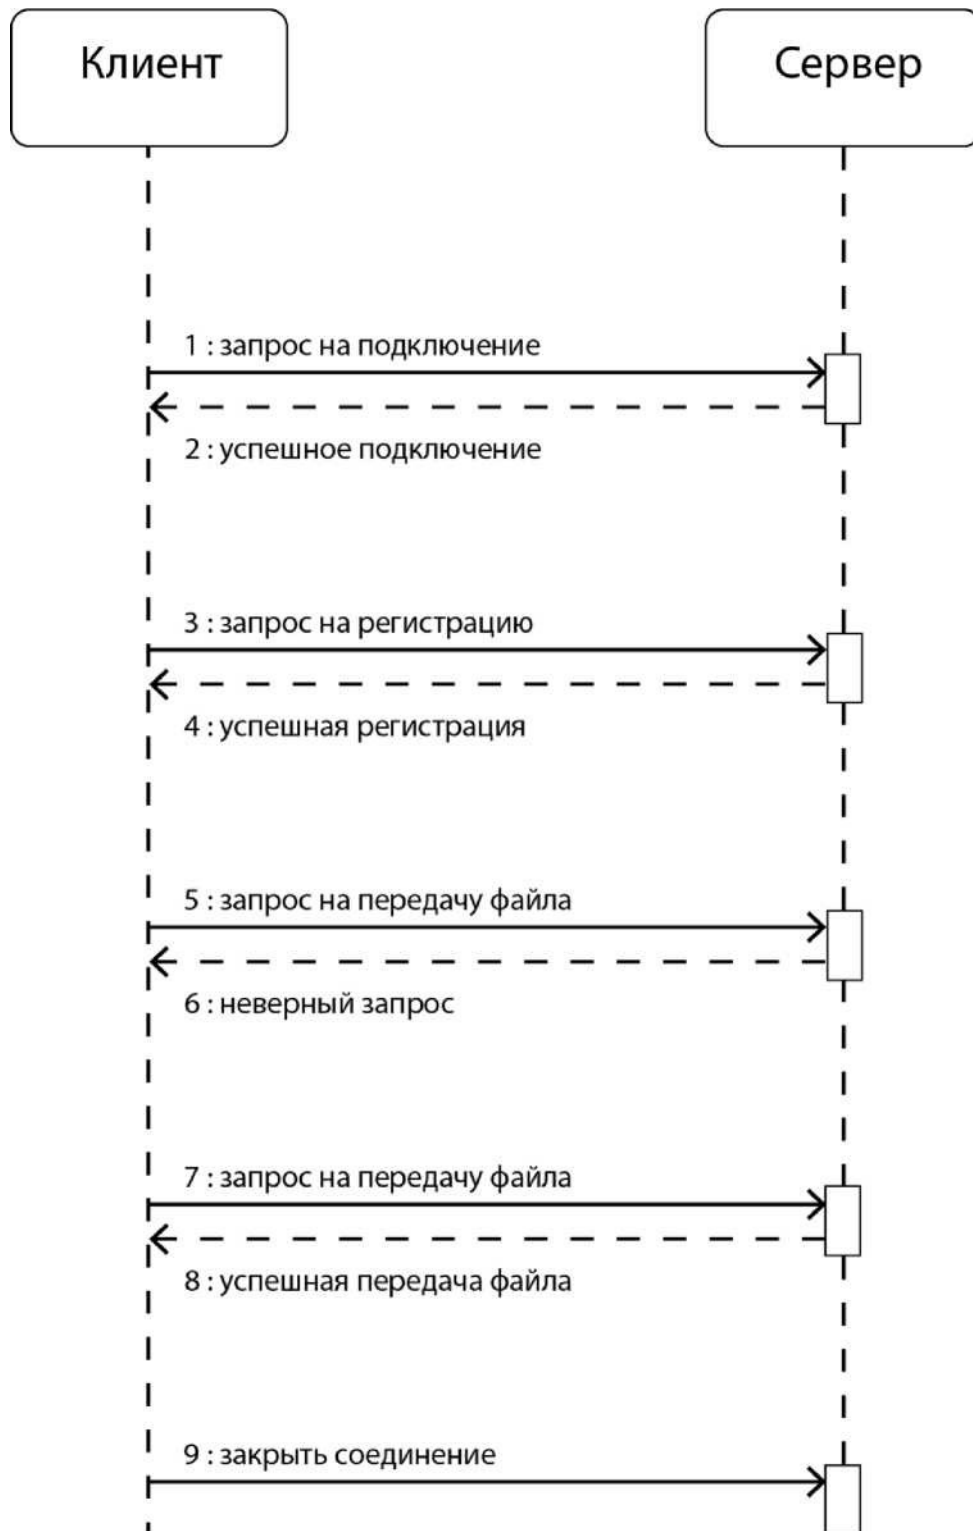 Клиент
Сервер
1 : запрос на подключение
2 : успешное подключение
3 : запрос на регистрацию
4 : успешная регистрация
5 : запрос на передачу файла
6 : неверный запрос
7 : запрос на передачу файла
8 : успешная передача файла
9 : закрыть соединение